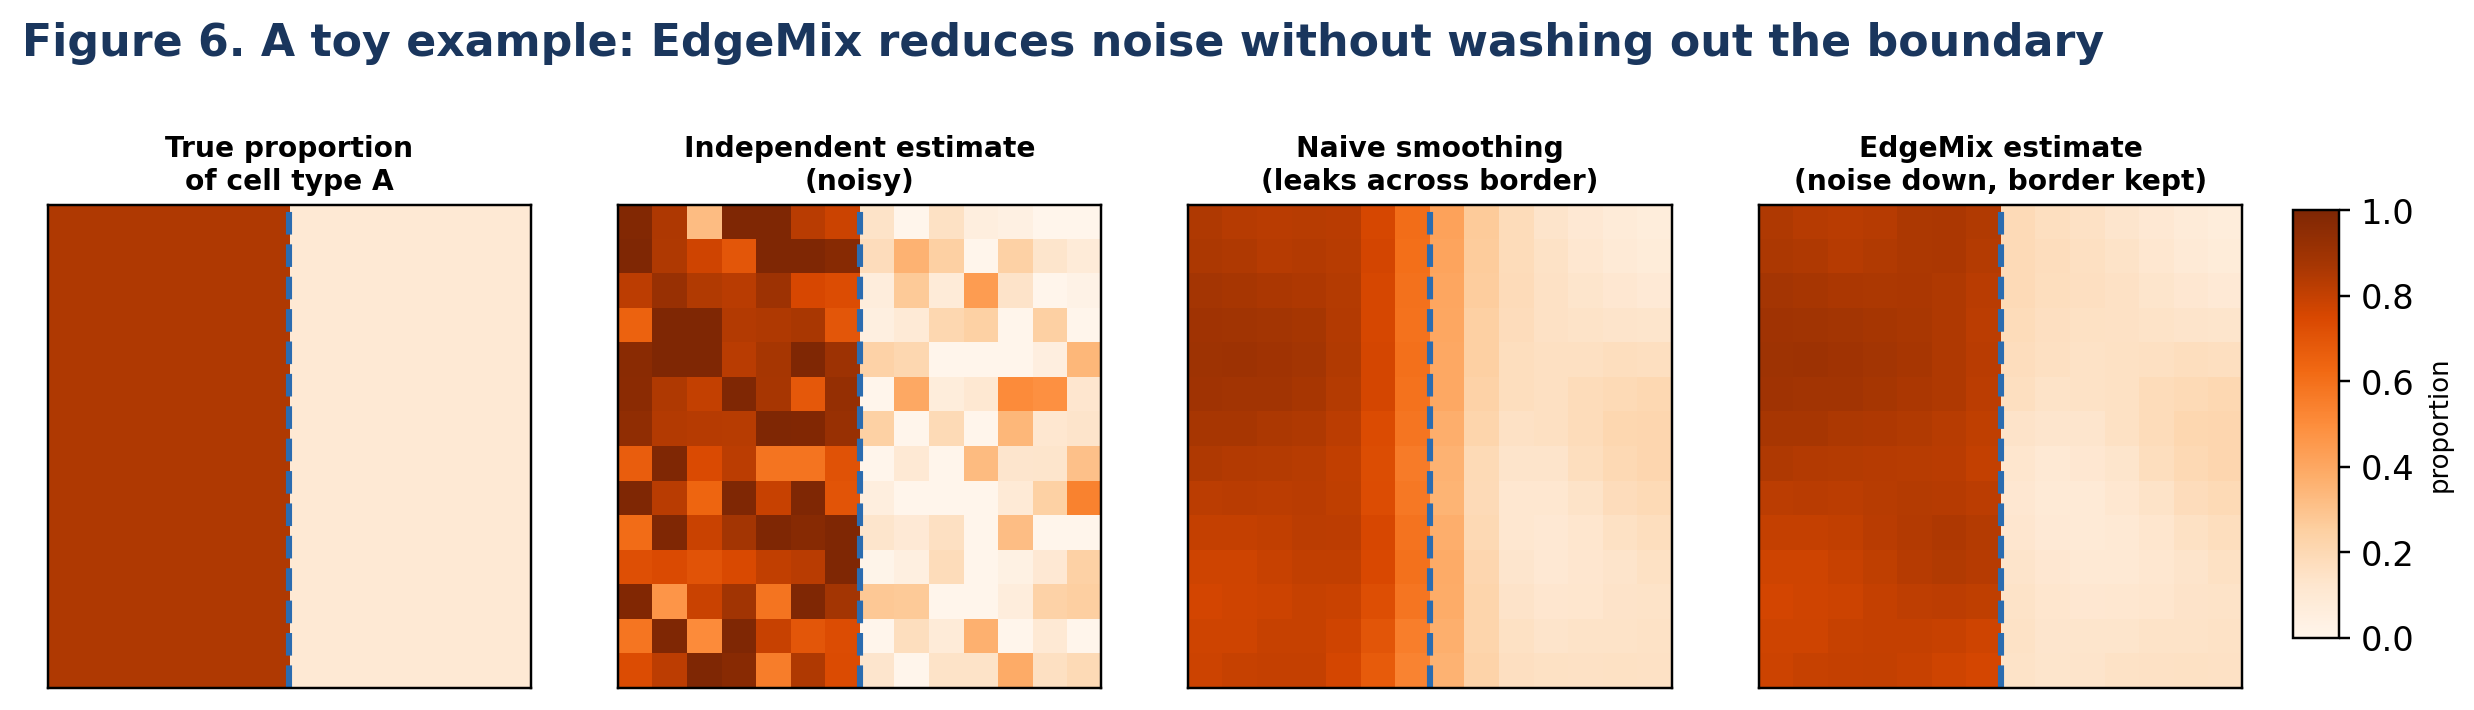 Figure 6. A toy example: EdgeMix reduces noise without washing out the boundary
True proportion
of cell type A
Independent estimate
(noisy)
Naive smoothing
(leaks across border)
EdgeMix estimate
(noise down, border kept)
1.0
0.8
0.6
0.4
0.2
0.0
proportion